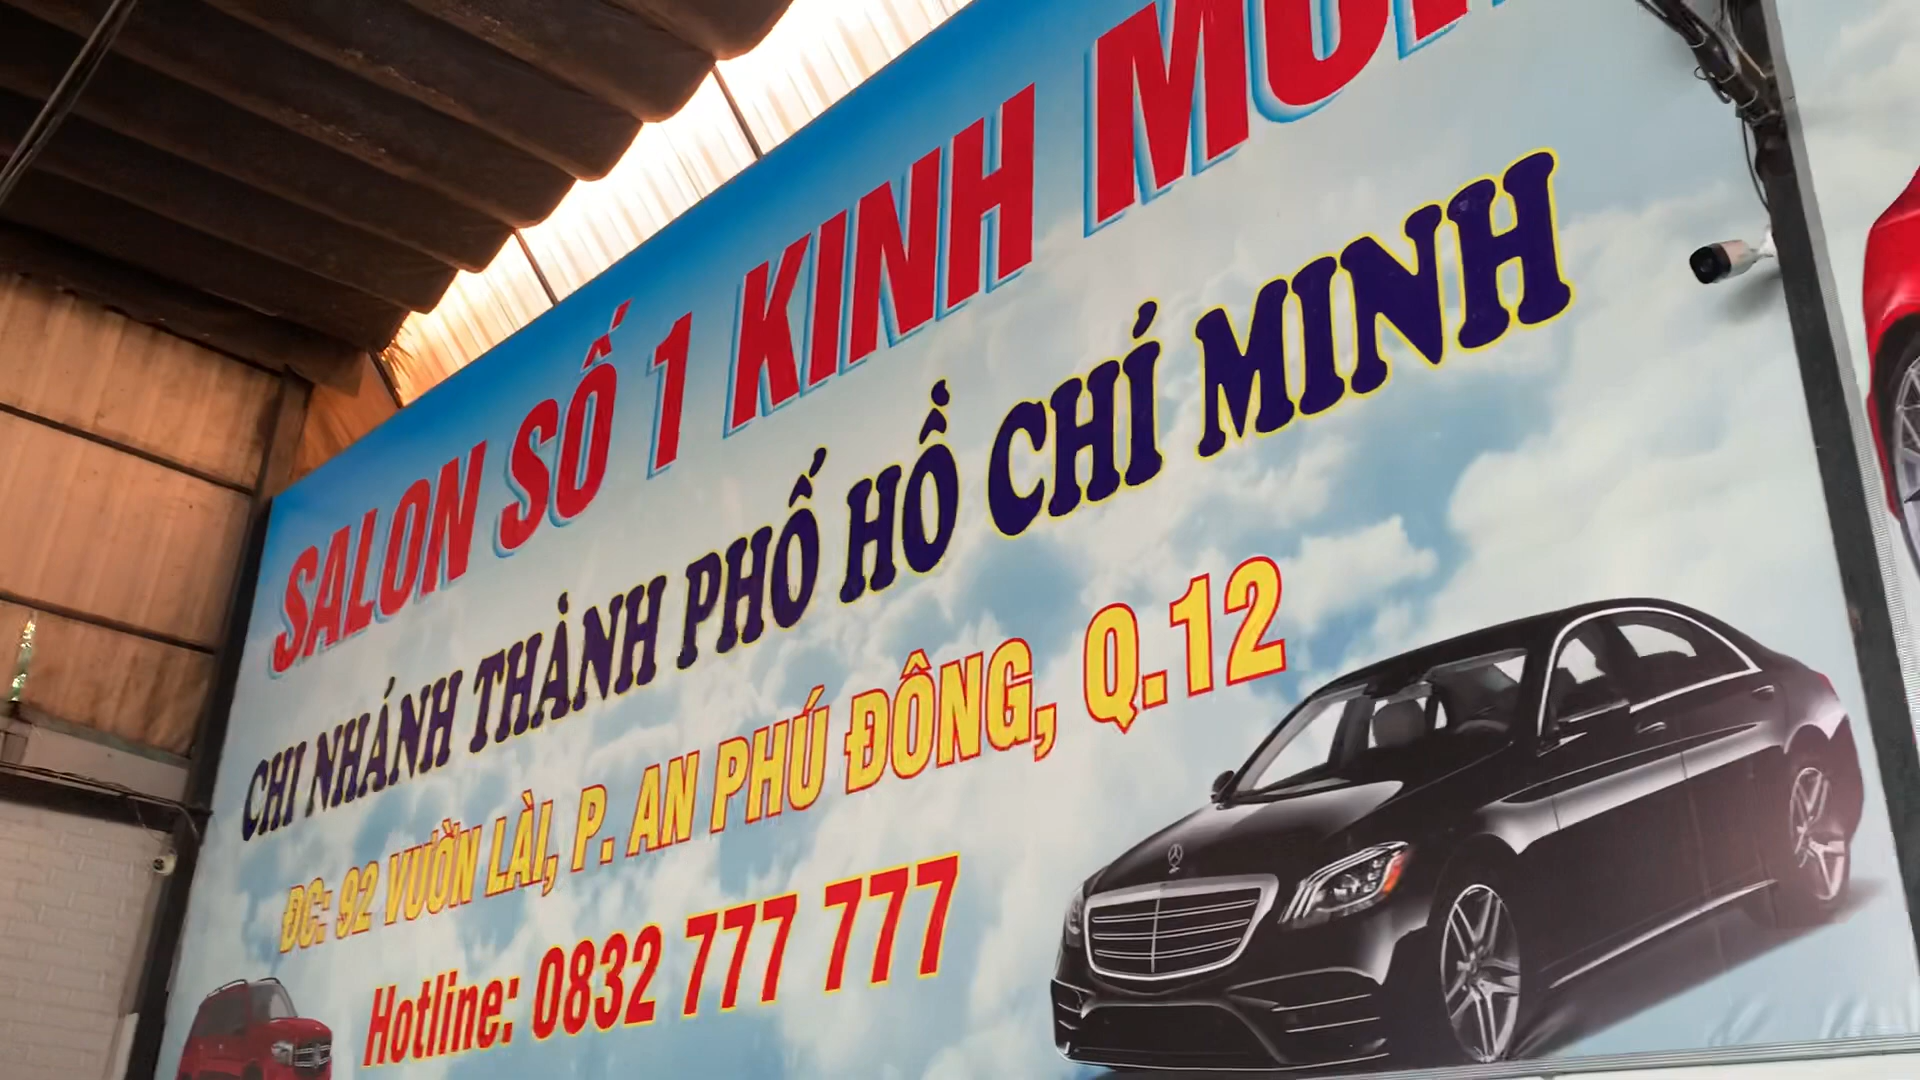 SALON SỐ 1 KINH
CHI NHÁNH THÀNH PHỐ HỒ CHÍ MINH
ĐC: 92 VƯỜN LÀI, P. AN PHÚ ĐÔNG, Q.12
Hotline: 0832 777 777